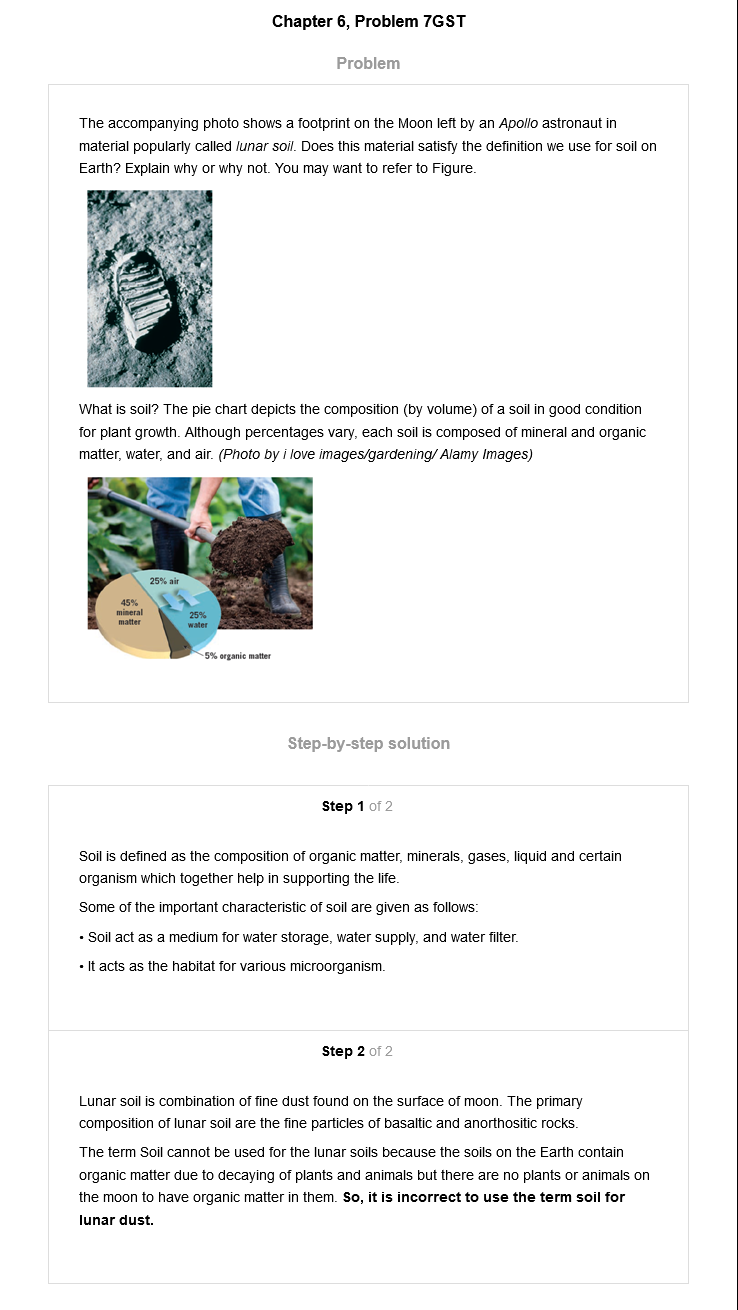 Chapter 6, Problem 7GST
Problem
The accompanying photo shows a footprint on the Moon left by an Apollo astronaut in
material popularly called lunar soil. Does this material satisfy the definition we use for soil on
Earth? Explain why or why not. You may want to refer to Figure.
What is soil? The pie chart depicts the composition (by volume) of a soil in good condition
for plant growth. Although percentages vary, each soil is composed of mineral and organic
matter, water, and air. (Photo by i love images/gardening/ Alamy Images)
25% air
45%
mineral
matter
25%
water
5% organic matter
Step-by-step solution
Step 1 of 2
Soil is defined as the composition of organic matter, minerals, gases, liquid and certain
organism which together help in supporting the life.
Some of the important characteristic of soil are given as follows:
• Soil act as a medium for water storage, water supply, and water filter.
• It acts as the habitat for various microorganism.
Step 2 of 2
Lunar soil is combination of fine dust found on the surface of moon. The primary
composition of lunar soil are the fine particles of basaltic and anorthositic rocks.
The term Soil cannot be used for the lunar soils because the soils on the Earth contain
organic matter due to decaying of plants and animals but there are no plants or animals on
the moon to have organic matter in them. So, it is incorrect to use the term soil for
lunar dust.